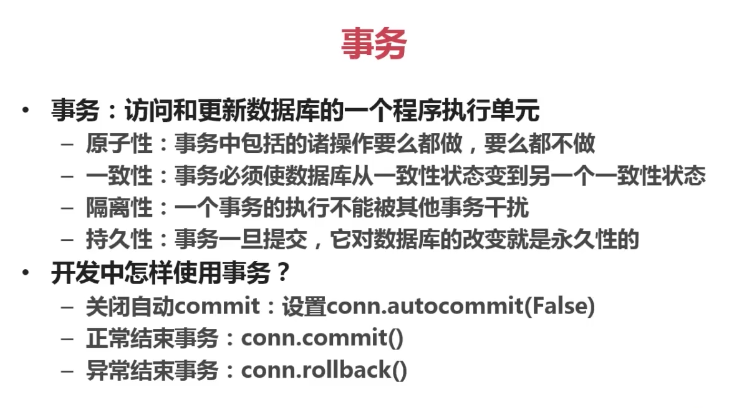 事务
• 事务：访问和更新数据库的一个程序执行单元
– 原子性：事务中包括的诸操作要么都做，要么都不做
– 一致性：事务必须使数据库从一致性状态变到另一个一致性状态
– 隔离性：一个事务的执行不能被其他事务干扰
– 持久性：事务一旦提交，它对数据库的改变就是永久性的
• 开发中怎样使用事务？
– 关闭自动commit：设置conn.autocommit(False)
– 正常结束事务：conn.commit()
– 异常结束事务：conn.rollback()